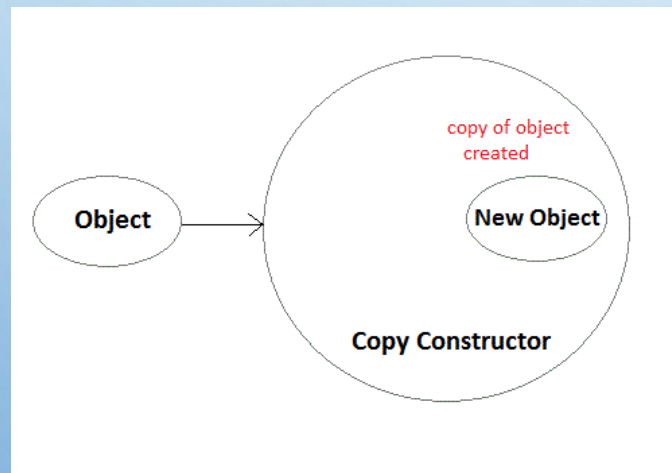 copy of object
created
Object
New Object
Copy Constructor